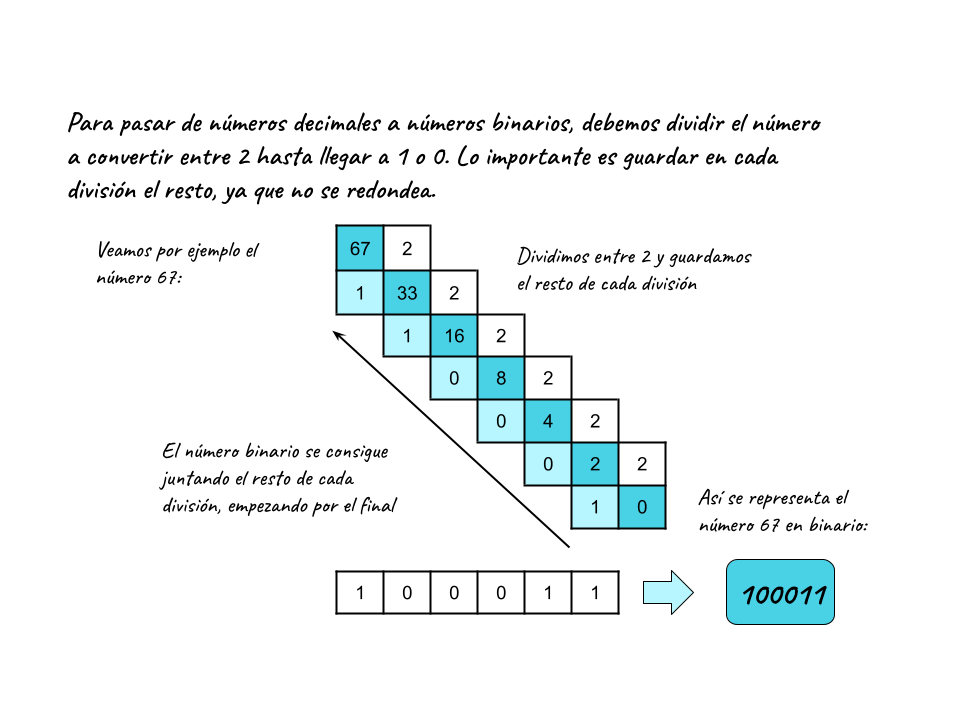 Para pasar de números decimales a números binarios, debemos dividir el número
a convertir entre 2 hasta llegar a 1 o 0. Lo importante es guardar en cada
división el resto, ya que no se redondea.
Veamos por ejemplo el
número 67:
67 2
Dividimos entre 2 y guardamos
el resto de cada división
1 33 2
1 16 2
0 8 2
0 4 2
0 2 2
1 0
El número binario se consigue
juntando el resto de cada
división, empezando por el final
Así se representa el
número 67 en binario:
1 0 0 0 1 1
100011